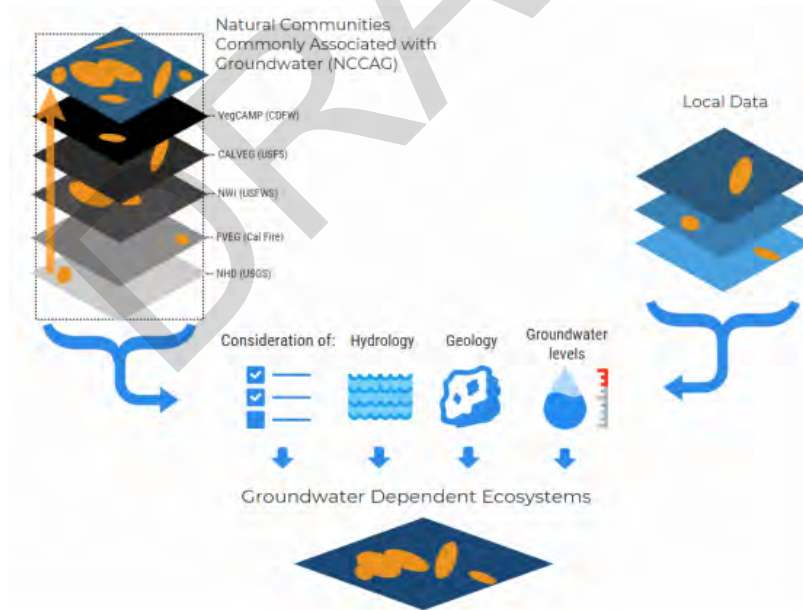 Natural Communities
Commonly Associated with
Groundwater (NCCAG)
VegCAMP (CDFW)
CALVEG (USFS)
NWI (USFWS)
FVEG (Cal Fire)
NHD (USGS)
Local Data
DRA
Consideration of:
Hydrology
Geology
Groundwater
levels
Groundwater Dependent Ecosystems